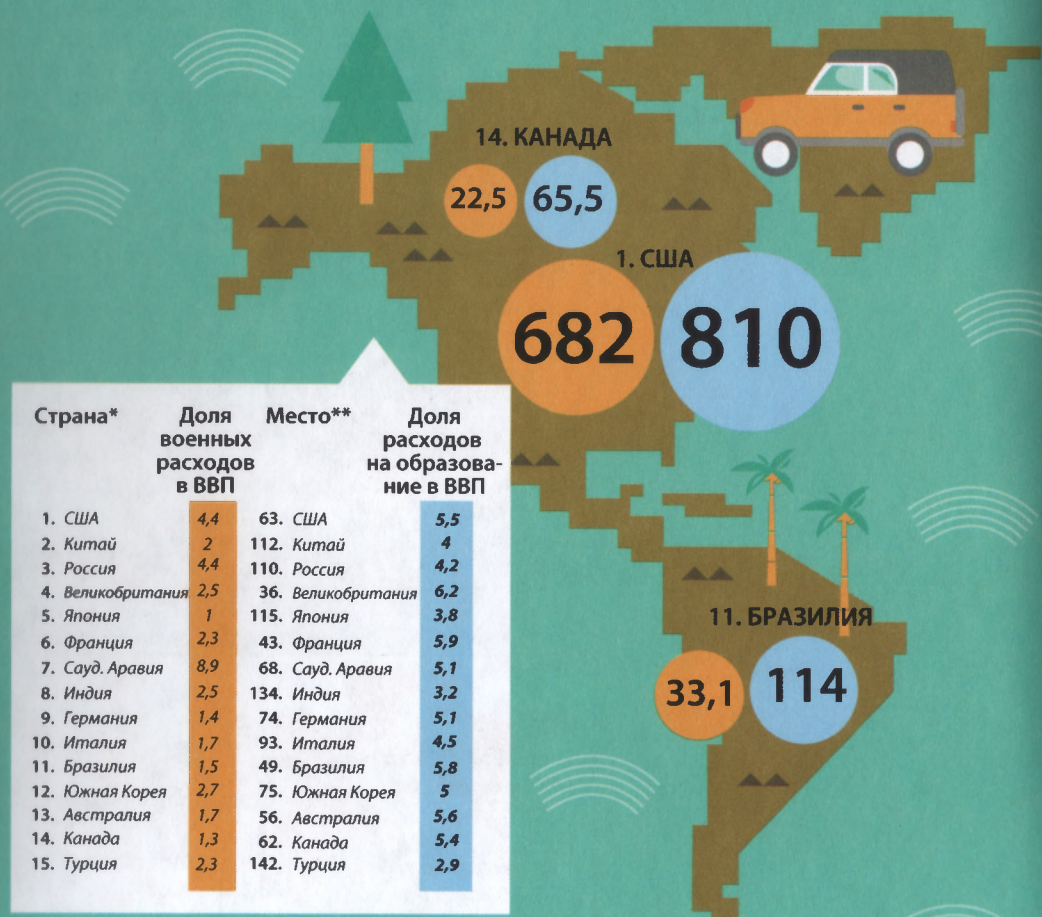 14. КАНАДА
22,5 65,5
1. США
682 810
Страна* Доля военных расходов в ВВП Место** Доля расходов на образова- ние в ВВП
1. США 4,4 63. США 5,5
2. Китай 2 112. Китай 4
3. Россия 4,4 110. Россия 4,2
4. Великобритания 2,5 36. Великобритания 6,2
5. Япония 1 115. Япония 3,8
6. Франция 2,3 43. Франция 5,9
7. Сауд. Аравия 8,9 68. Сауд. Аравия 5,1
8. Индия 2,5 134. Индия 3,2
9. Германия 1,4 74. Германия 5,1
10. Италия 1,7 93. Италия 4,5
11. Бразилия 1,5 49. Бразилия 5,8
12. Южная Корея 2,7 75. Южная Корея 5
13. Австралия 1,7 56. Австралия 5,6
14. Канада 1,3 62. Канада 5,4
15. Турция 2,3 142. Турция 2,9
11. БРАЗИЛИЯ
33,1 114